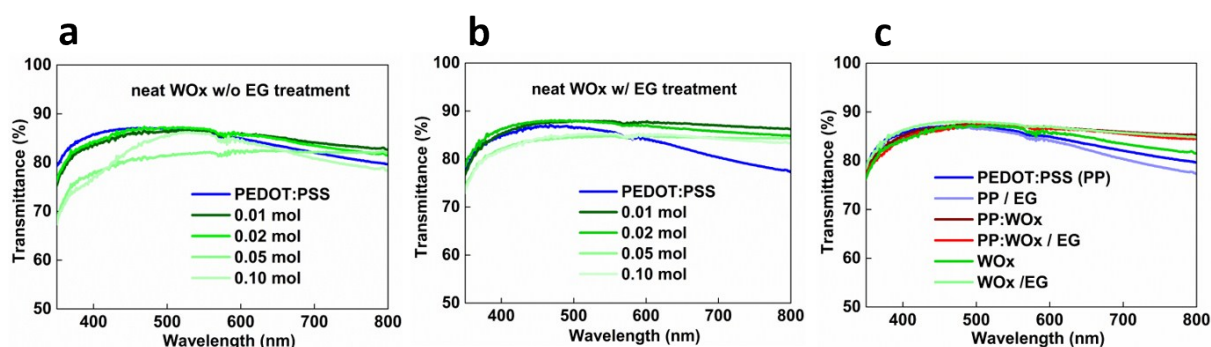 a
neat WOx w/o EG treatment
PEDOT:PSS
0.01 mol
0.02 mol
0.05 mol
0.10 mol
Transmittance (%)
100
90
80
70
60
50
400 500 600 700 800
Wavelength (nm)
b
neat WOx w/ EG treatment
PEDOT:PSS
0.01 mol
0.02 mol
0.05 mol
0.10 mol
Transmittance (%)
100
90
80
70
60
50
400 500 600 700 800
Wavelength (nm)
c
PEDOT:PSS (PP)
PP / EG
PP:WOx
PP:WOx / EG
WOx
WOx /EG
Transmittance (%)
100
90
80
70
60
50
400 500 600 700 800
Wavelength (nm)